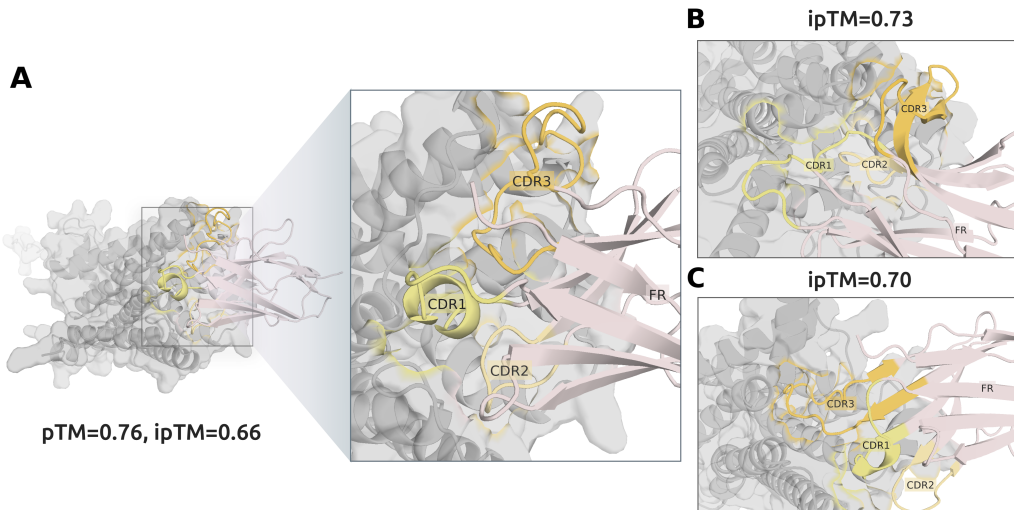 A
pTM=0.76, ipTM=0.66
CDR3
CDR1
CDR2
FR
B
ipTM=0.73
CDR3
CDR1
CDR2
FR
C
ipTM=0.70
CDR3
FR
CDR1
CDR2